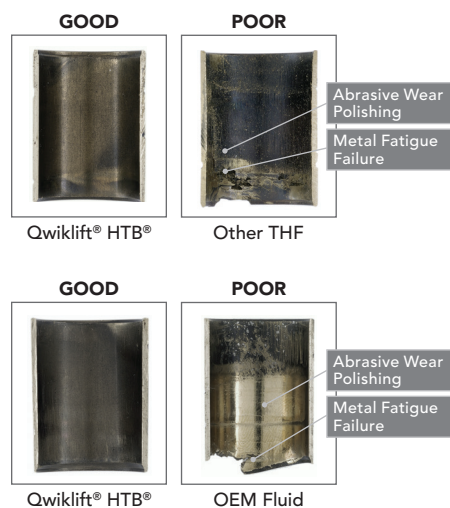 GOOD
POOR
Abrasive Wear
Polishing
Metal Fatigue
Failure
Qwiklift® HTB®
Other THF
GOOD
POOR
Abrasive Wear
Polishing
Metal Fatigue
Failure
Qwiklift® HTB®
OEM Fluid